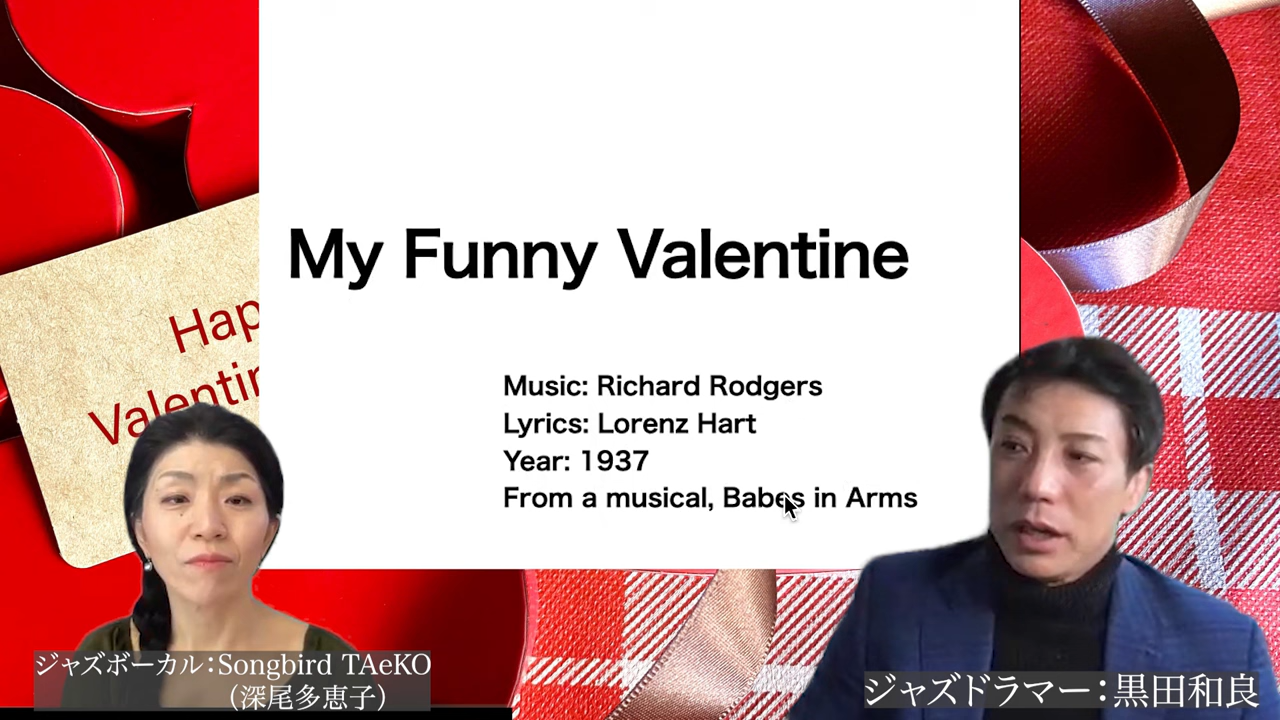 My Funny Valentine
Music: Richard Rodgers
Lyrics: Lorenz Hart
Year: 1937
From a musical, Babes in Arms
Hap
Valentin
ジャズボーカル：Songbird TAeKO
（深尾多恵子）
ジャズドラマー：黒田和良